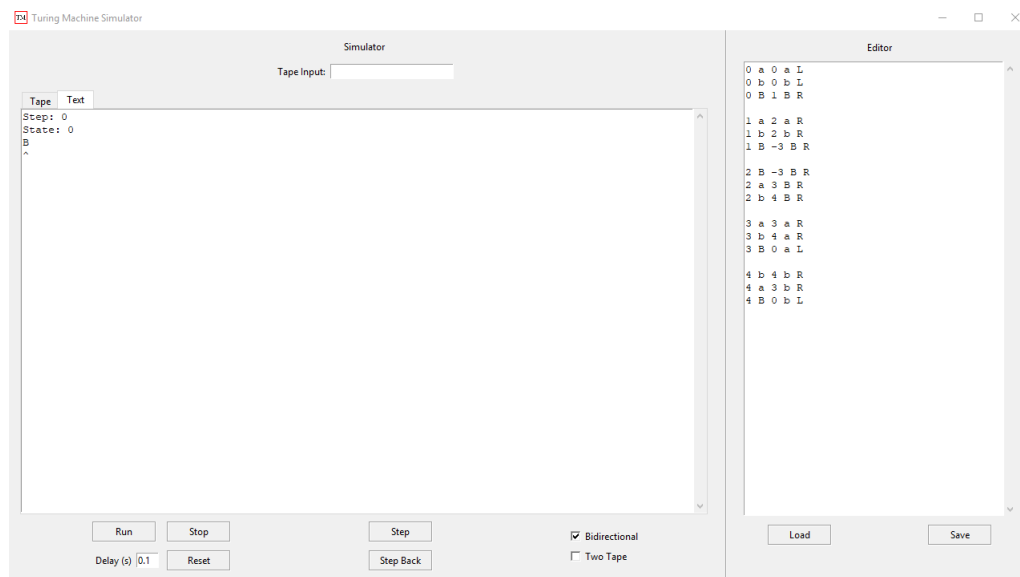 TM Turing Machine Simulator
Simulator
Tape Input:
Tape Text
Step: 0
State: 0
B
^
Run Stop Step
Delay (s) 0.1 Reset Step Back
Bidirectional
Two Tape
Editor
0 a 0 a L
0 b 0 b L
0 B 1 B R
1 a 2 a R
1 b 2 b R
1 B -3 B R
2 B -3 B R
2 a 3 B R
2 b 4 B R
3 a 3 a R
3 b 4 a R
3 B 0 a L
4 b 4 b R
4 a 3 b R
4 B 0 b L
Load Save